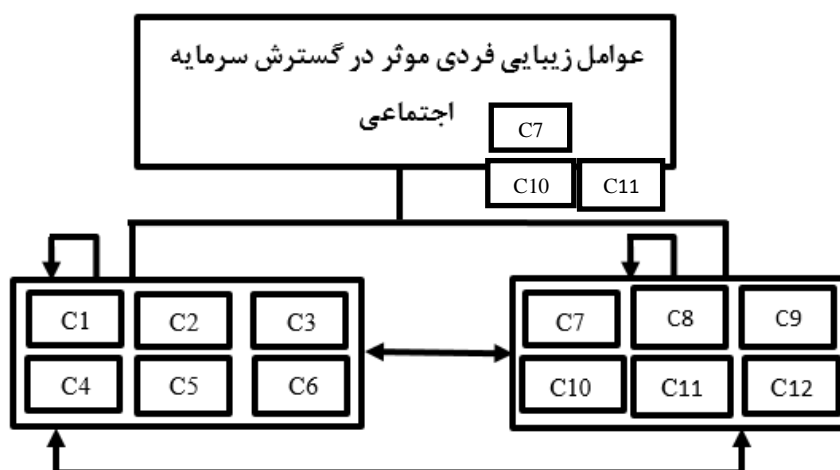 عوامل زیبایی فردی موثر در گسترش سرمایه
اجتماعی
C7
C10 C11
C1 C2 C3
C4 C5 C6
C7 C8 C9
C10 C11 C12